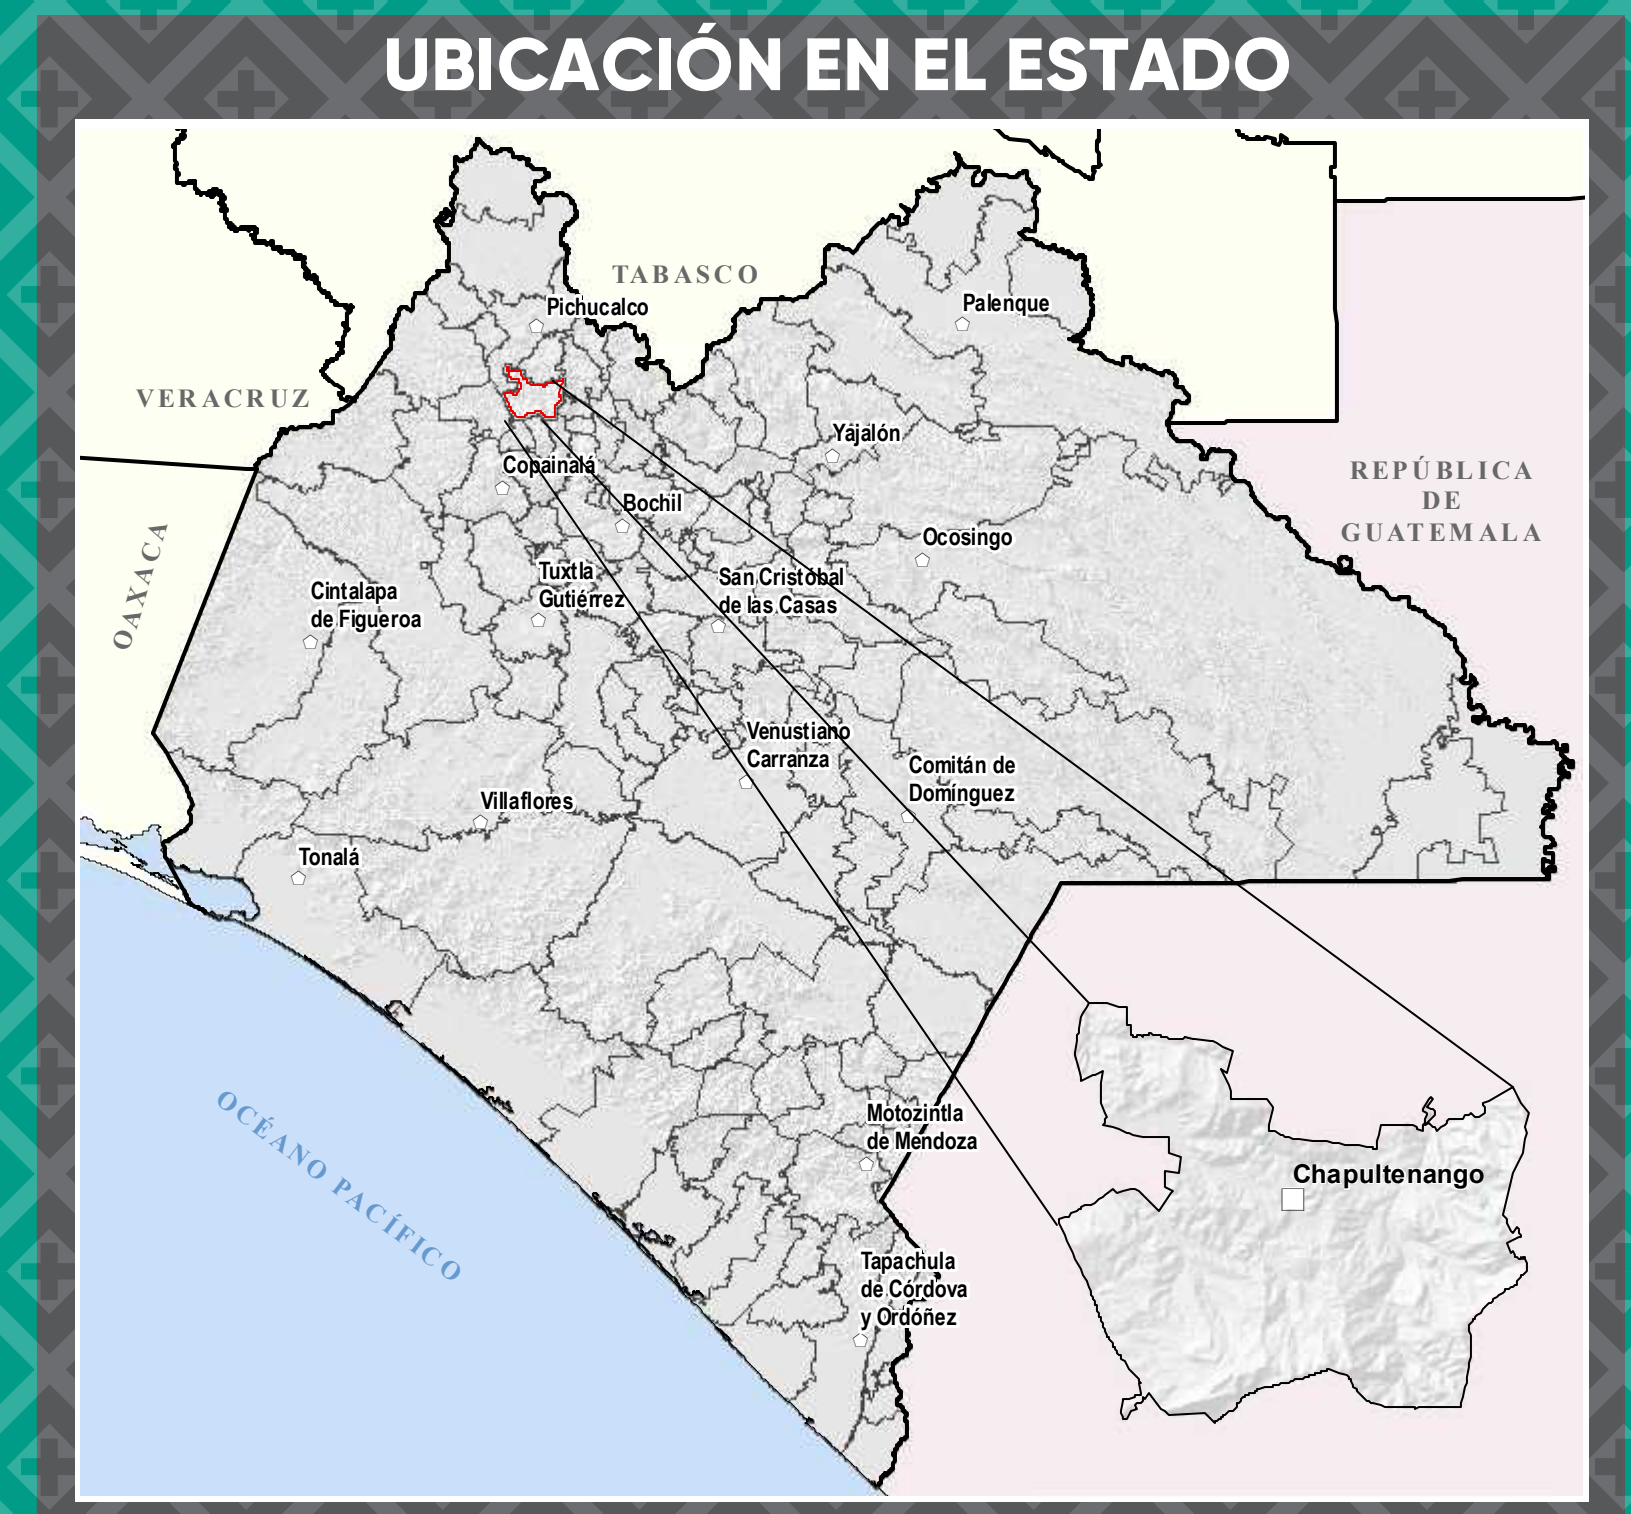 UBICACIÓN EN EL ESTADO
TABASCO
Pichucalco
Palenque
VERACRUZ
Yajalón
Copainalá
REPÚBLICA
DE
GUATEMALA
Bochil
OAXACA
Ocosingo
Tuxtla
Gutiérrez
San Cristóbal
de las Casas
Cintalapa
de Figueroa
Venustiano
Carranza
Comitán de
Domínguez
Villaflores
Tonalá
OCÉANO PACÍFICO
Motozintla
de Mendoza
Chapultenango
Tapachula
de Córdova
y Ordóñez